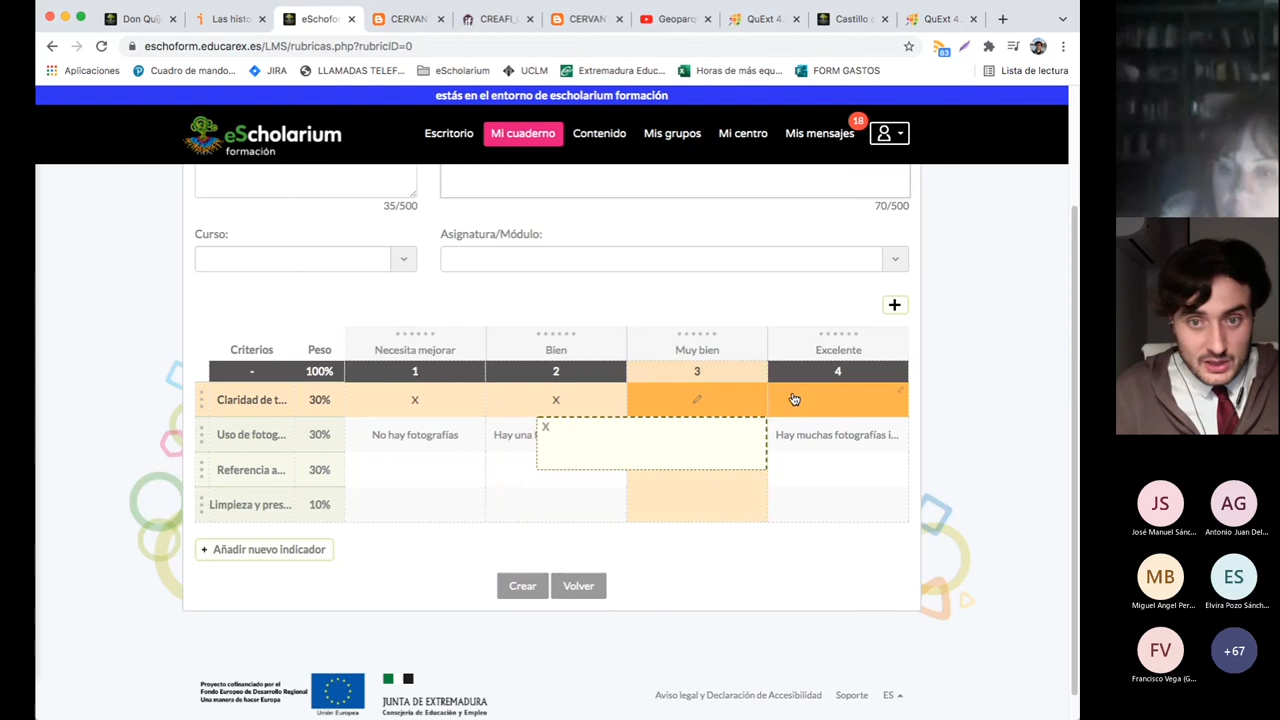 Don Quij
Las histo
eSchofor
CERVAN
CREAFI_
CERVAN
Geoparq
QuExt 4.
Castillo d
QuExt 4.
eschoform.educarex.es/LMS/rubricas.php?rubricID=0
83
Aplicaciones
Cuadro de mando...
JIRA
LLAMADAS TELEF...
eScholarium
UCLM
Extremadura Educ...
Horas de más equ...
FORM GASTOS
Lista de lectura
estás en el entorno de escholarium formación
eScholarium
formación
Escritorio
Mi cuaderno
Contenido
Mis grupos
Mi centro
Mis mensajes
18
35/500
70/500
Curso:
Asignatura/Módulo:
+
Criterios Peso Necesita mejorar Bien Muy bien Excelente
- 100% 1 2 3 4
Claridad de t... 30% X X
Uso de fotog... 30% No hay fotografías Hay una X Hay muchas fotografías i...
Referencia a... 30%
Limpieza y pres... 10%
+ Añadir nuevo indicador
Crear
Volver
Proyecto cofinanciado por el
Fondo Europeo de Desarrollo Regional
Una manera de hacer Europa
Unión Europea
JUNTA DE EXTREMADURA
Consejería de Educación y Empleo
Aviso legal y Declaración de Accesibilidad
Soporte
ES
JS
José Manuel Sánc...
AG
Antonio Juan Del...
MB
Miguel Angel Per...
ES
Elvira Pozo Sánch...
FV
Francisco Vega (G...
+67